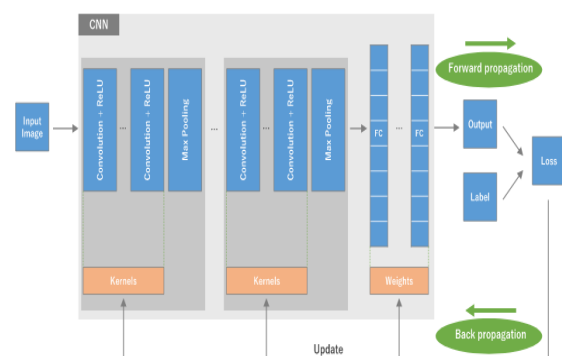 CNN
Forward propagation
Input
Image
Convolution + ReLU
...
Convolution + ReLU
Max Pooling
Convolution + ReLU
...
Convolution + ReLU
Max Pooling
FC
...
FC
Output
Label
Loss
Kernels
Kernels
Weights
Back propagation
Update